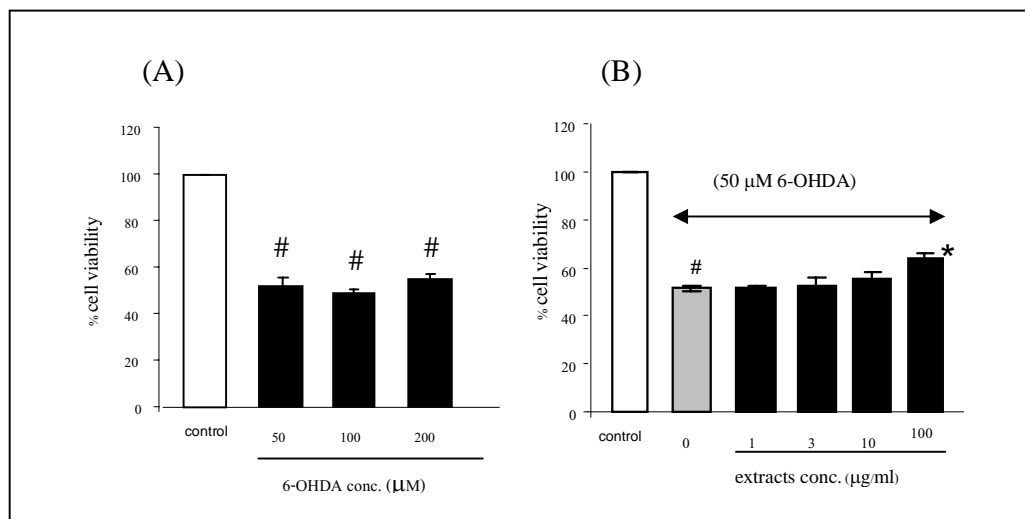 (A)
120
100
80
60
40
20
0
% cell viability
# # #
control 50 100 200
6-OHDA conc. (μM)
(B)
120
100
80
60
40
20
0
% cell viability
(50 μM 6-OHDA)
# *
control 0 1 3 10 100
extracts conc. (μg/ml)